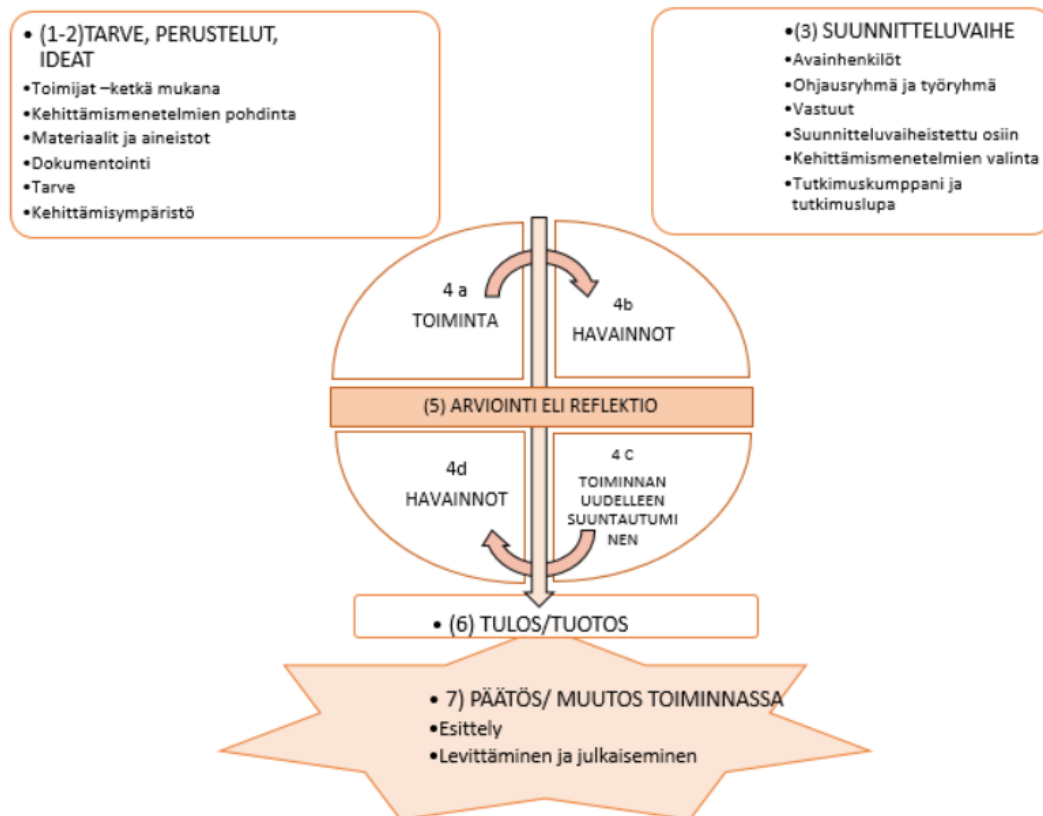 • (1-2)TARVE, PERUSTELUT,
IDEAT
•Toimijat –ketkä mukana
•Kehittämismenetelmien pohdinta
•Materiaalit ja aineistot
•Dokumentointi
•Tarve
•Kehittämisympäristö
•(3) SUUNNITTELUVAIHE
•Avainhenkilöt
•Ohjausryhmä ja työryhmä
•Vastuut
•Suunnitteluvaiheistettu osiin
•Kehittämismenetelmien valinta
•Tutkimuskumppani ja
tutkimuslupa
4 a
TOIMINTA
4b
HAVAINNOT
(5) ARVIOINTI ELI REFLEKTIO
4d
HAVAINNOT
4 C
TOIMINNAN
UUDELLEEN
SUUNTAUTUMI
NEN
• (6) TULOS/TUOTOS
• 7) PÄÄTÖS/ MUUTOS TOIMINNASSA
•Esittely
•Levittäminen ja julkaiseminen